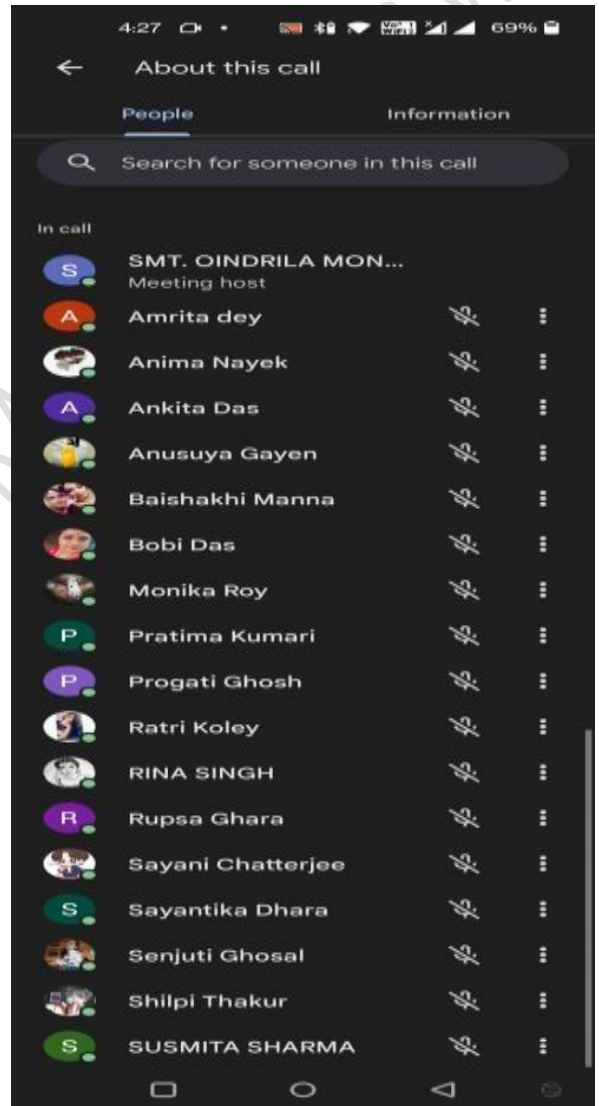 4:27 69%
About this call
People Information
Search for someone in this call
In call
S SMT. OINDRILA MON...
Meeting host
A Amrita dey
Anima Nayek
A Ankita Das
Anusuya Gayen
Baishakhi Manna
Bobi Das
Monika Roy
P Pratima Kumari
P Progati Ghosh
Ratri Koley
RINA SINGH
R Rupsa Ghara
Sayani Chatterjee
S Sayantika Dhara
Senjuti Ghosal
Shilpi Thakur
S SUSMITA SHARMA